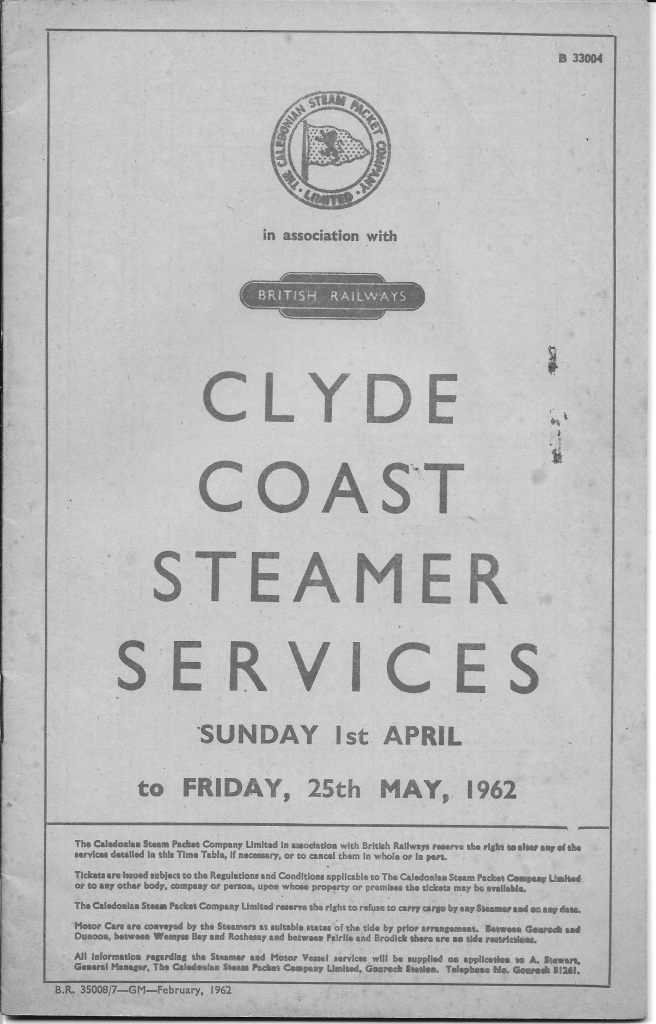 B 33004
THE CALEDONIAN STEAM PACKET COMPANY
· LIMITED ·
in association with
BRITISH RAILWAYS
CLYDE
COAST
STEAMER
SERVICES
SUNDAY 1st APRIL
to FRIDAY, 25th MAY, 1962
The Caledonian Steam Packet Company Limited in association with British Railways reserve the right to alter any of the
services detailed in this Time Table, if necessary, or to cancel them in whole or in part.
Tickets are issued subject to the Regulations and Conditions applicable to The Caledonian Steam Packet Company Limited
or to any other body, company or person, upon whose property or premises the tickets may be available.
The Caledonian Steam Packet Company Limited reserve the right to refuse to carry cargo by any Steamer and on any date.
Motor Cars are conveyed by the Steamers at suitable states of the tide by prior arrangement. Between Gourock and
Dunoon, between Wemyss Bay and Rothesay and between Fairlie and Brodick there are no tide restrictions.
All information regarding the Steamer and Motor Vessel services will be supplied on application to A. Stewart,
General Manager, The Caledonian Steam Packet Company Limited, Gourock Station. Telephone No. Gourock 31261.
B.R. 35008/7—GM—February, 1962